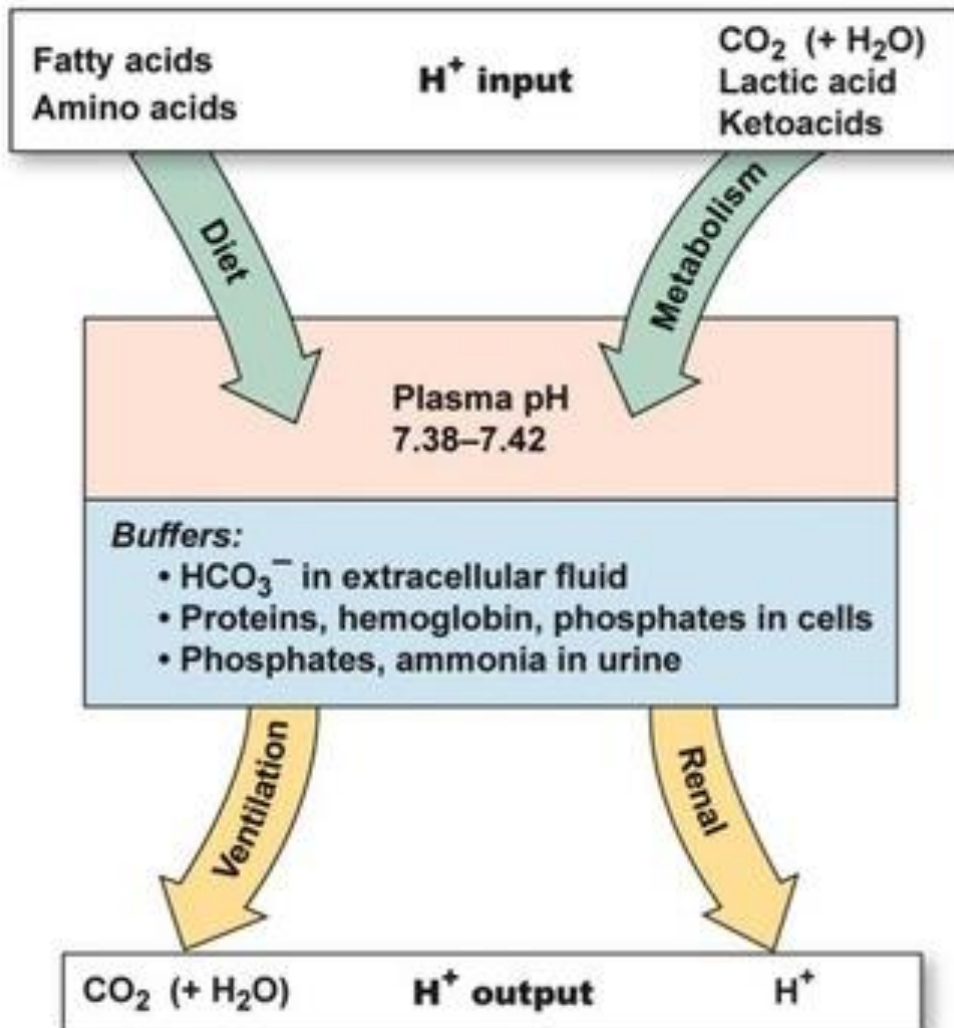 Fatty acids
Amino acids
H⁺ input
CO₂ (+ H₂O)
Lactic acid
Ketoacids
Diet
Metabolism
Plasma pH
7.38–7.42
Buffers:
• HCO₃⁻ in extracellular fluid
• Proteins, hemoglobin, phosphates in cells
• Phosphates, ammonia in urine
Ventilation
Renal
CO₂ (+ H₂O)
H⁺ output
H⁺